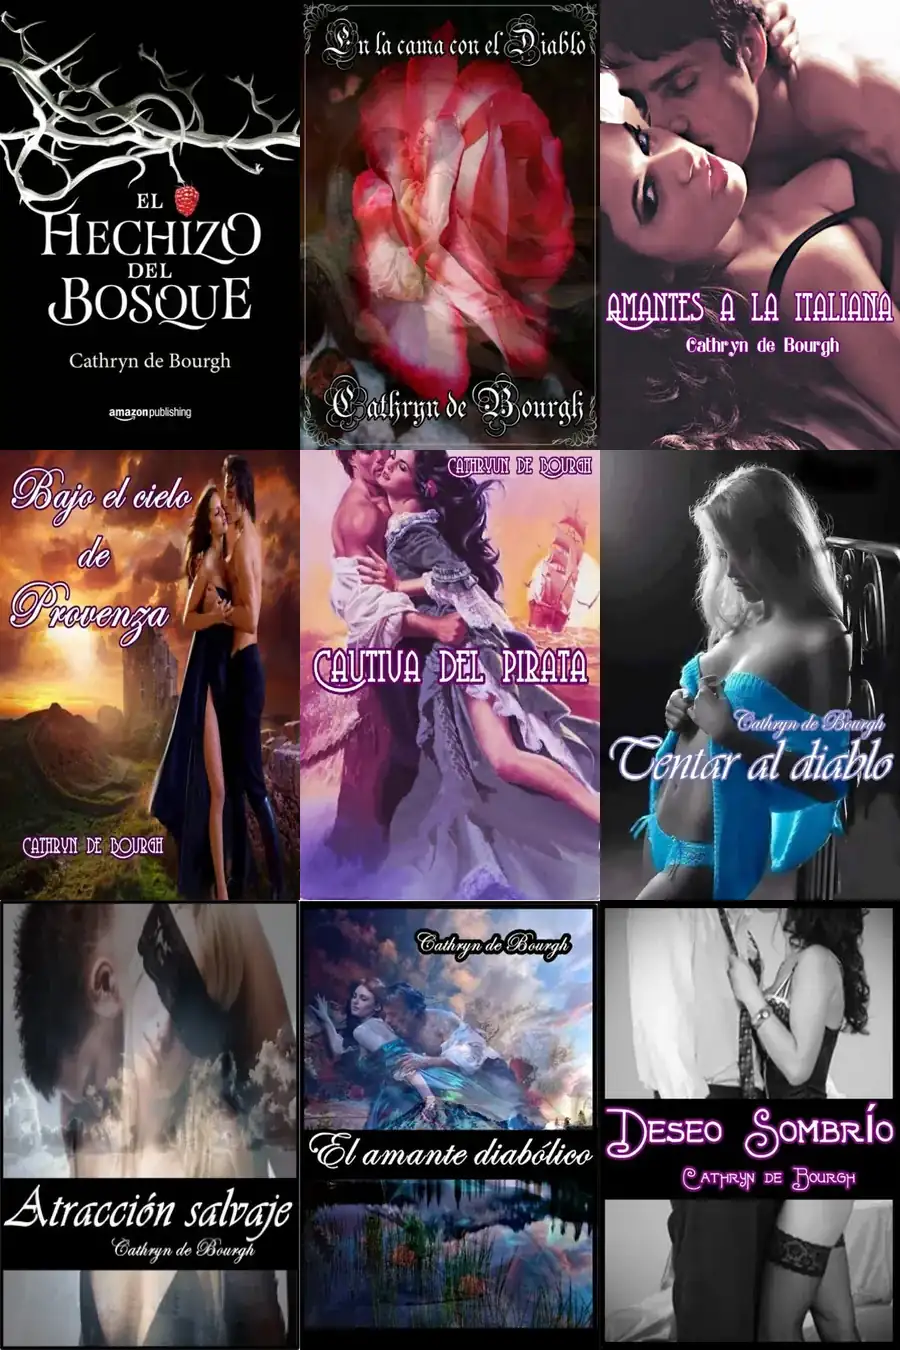 EL
HECHIZO
DEL
BOSQUE
Cathryn de Bourgh
amazonpublishing
En la cama con el Diablo
Cathryn de Bourgh
AMANTES A LA ITALIANA
Cathryn de Bourgh
Bajo el cielo
de
Provenza
CATHRYN DE BOURGH
CATHRYUN DE BOURGH
CAUTIVA DEL PIRATA
Cathryn de Bourgh
Tentar al diablo
Atracción salvaje
Cathryn de Bourgh
Cathryn de Bourgh
El amante diabólico
DESEO SOMBRÍO
CATHRYN DE BOURGH